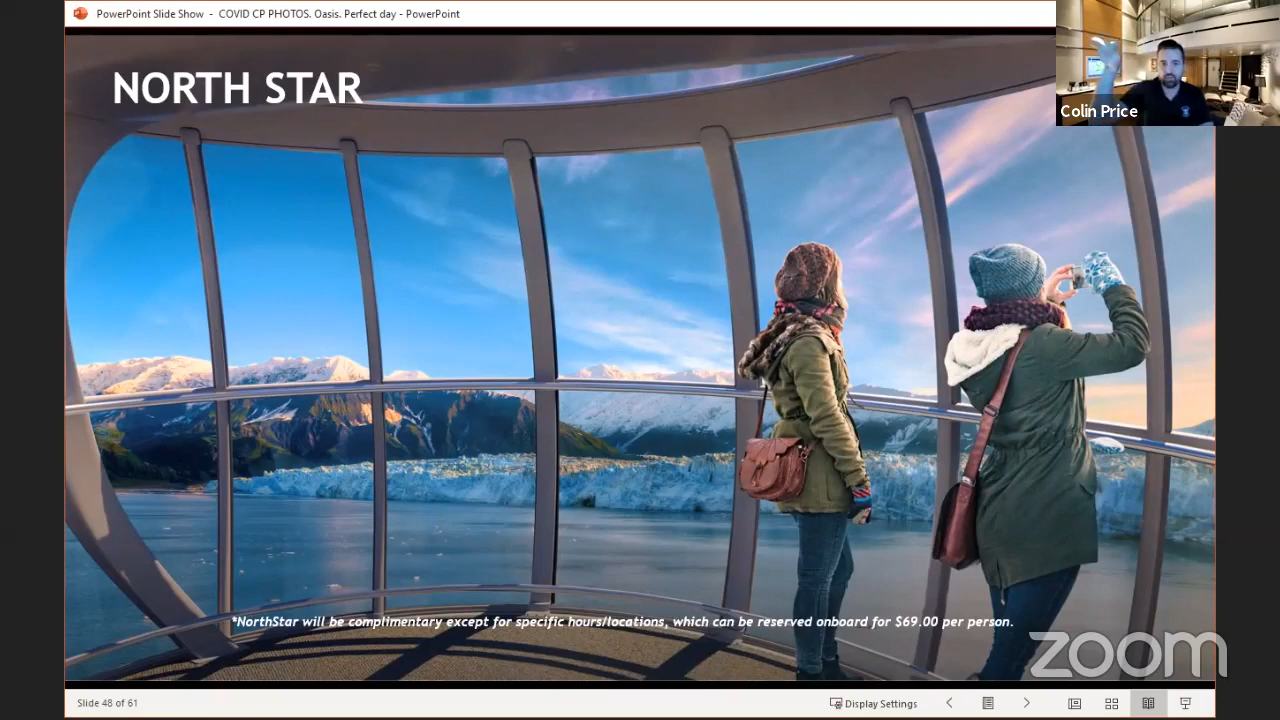 PowerPoint Slide Show - COVID CP PHOTOS. Oasis. Perfect day - PowerPoint
NORTH STAR
Colin Price
*NorthStar will be complimentary except for specific hours/locations, which can be reserved onboard for $69.00 per person.
zoom
Slide 48 of 61
Display Settings